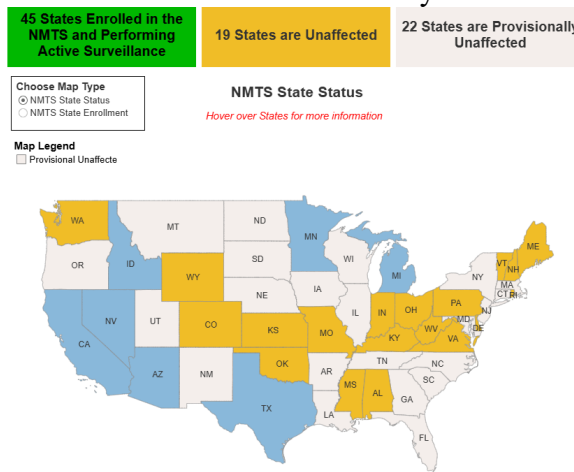 45 States Enrolled in the
NMTS and Performing
Active Surveillance
19 States are Unaffected
22 States are Provisionally
Unaffected
Choose Map Type
NMTS State Status
NMTS State Enrollment
NMTS State Status
Hover over States for more information
Map Legend
Provisional Unaffecte
WA
MT
ND
MN
ME
OR
ID
SD
WI
MI
VT
NH
NY
MA
CT
RI
WY
IA
NE
PA
NJ
NV
UT
IL
IN
OH
MD
DE
CO
KS
MO
WV
VA
CA
KY
AZ
NM
OK
AR
TN
NC
SC
MS
AL
GA
TX
LA
FL